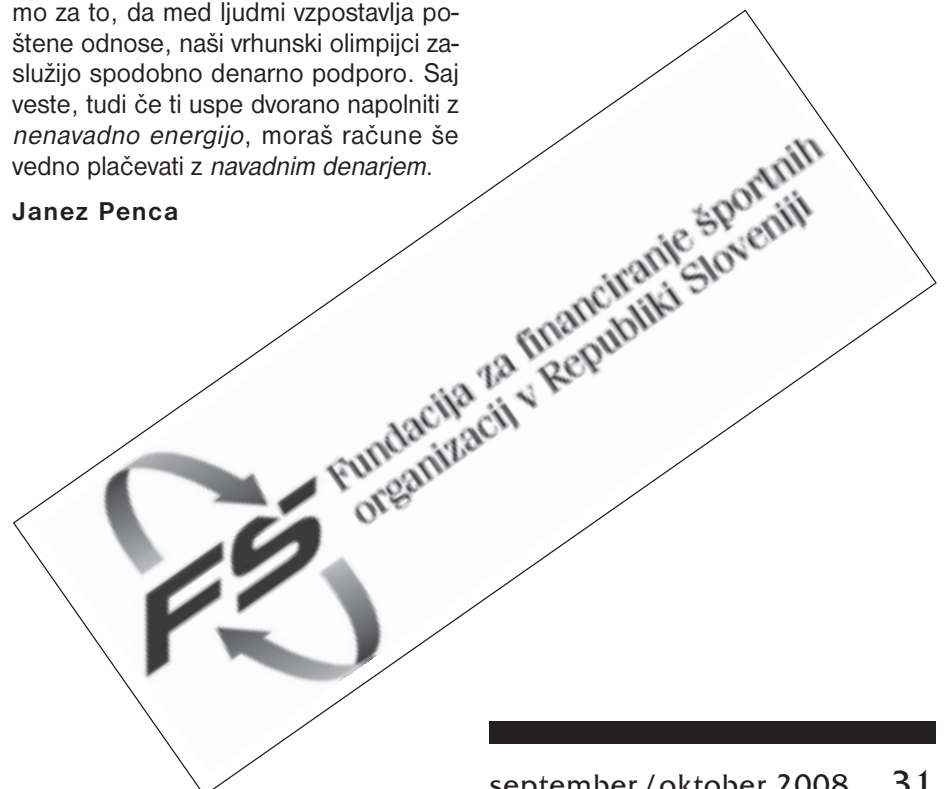 mo za to, da med ljudmi vzpostavlja po-
štene odnose, naši vrhunski olimpijci za-
služijo spodobno denarno podporo. Saj
veste, tudi če ti uspe dvorano napolniti z
nenavadno energijo, moraš račune še
vedno plačevati z navadnim denarjem.
Janez Penca
Fundacija za financiranje športnih
organizacij v Republiki Sloveniji
FS
september/oktober 2008 31